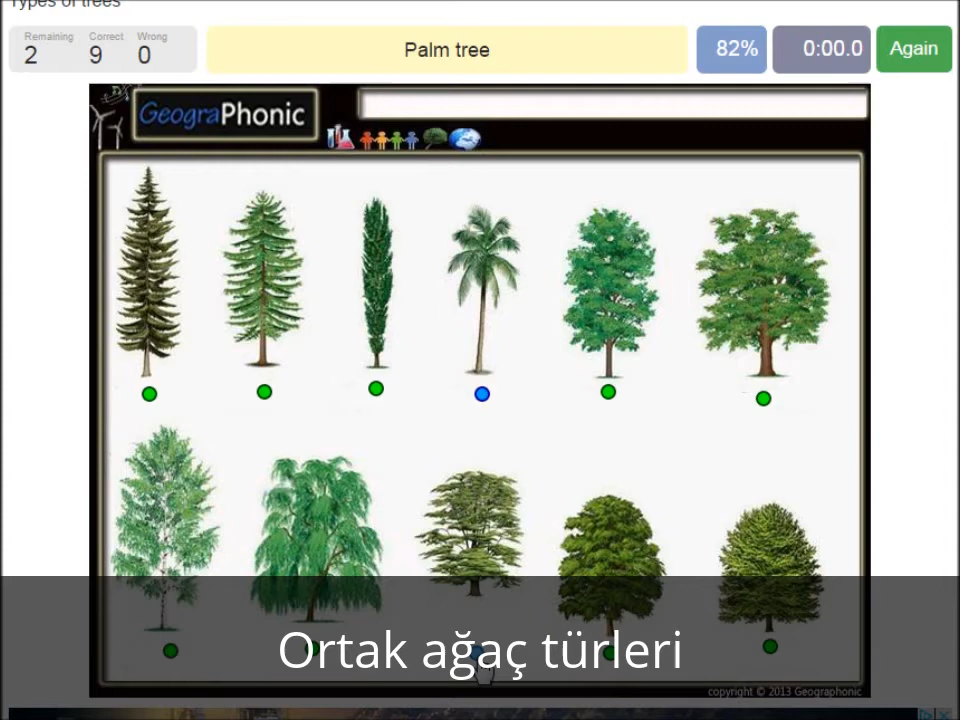 Types of trees
Remaining Correct Wrong
2 9 0
Palm tree
82%
0:00.0
Again
GeograPhonic
Ortak ağaç türleri
copyright © 2013 Geographonic